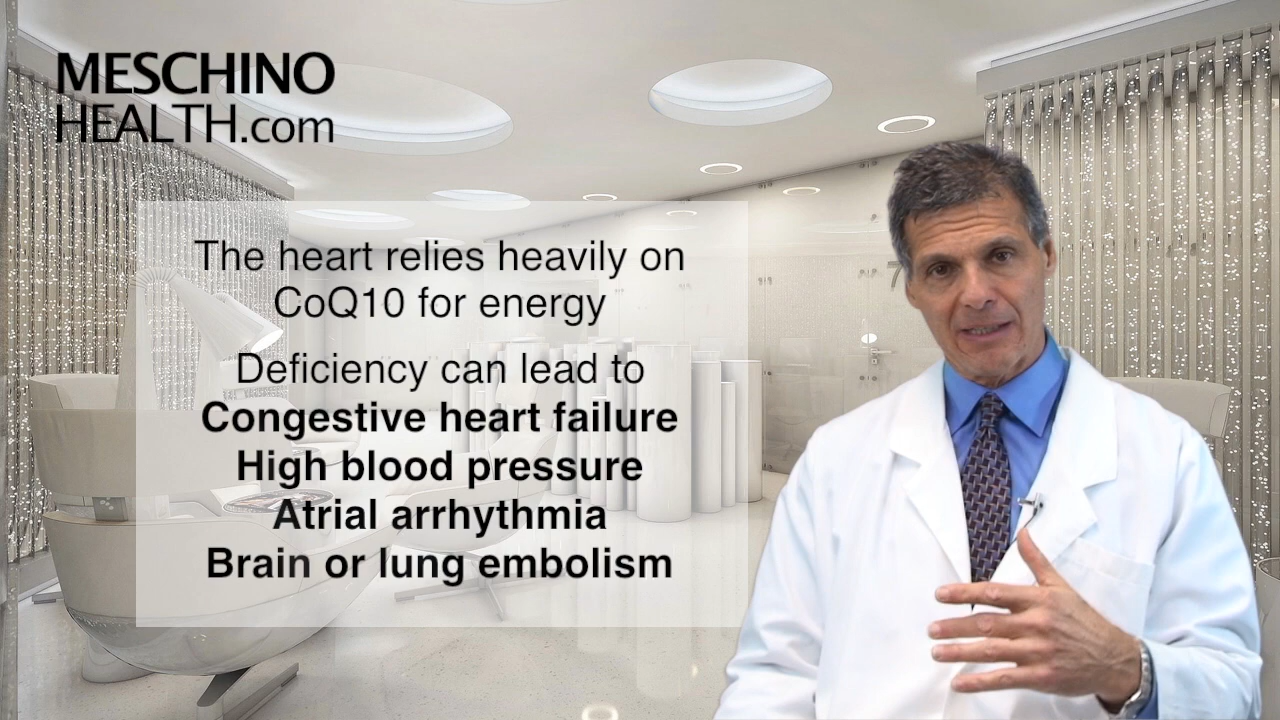 MESCHINO
HEALTH.com
The heart relies heavily on
CoQ10 for energy
Deficiency can lead to
Congestive heart failure
High blood pressure
Atrial arrhythmia
Brain or lung embolism
7